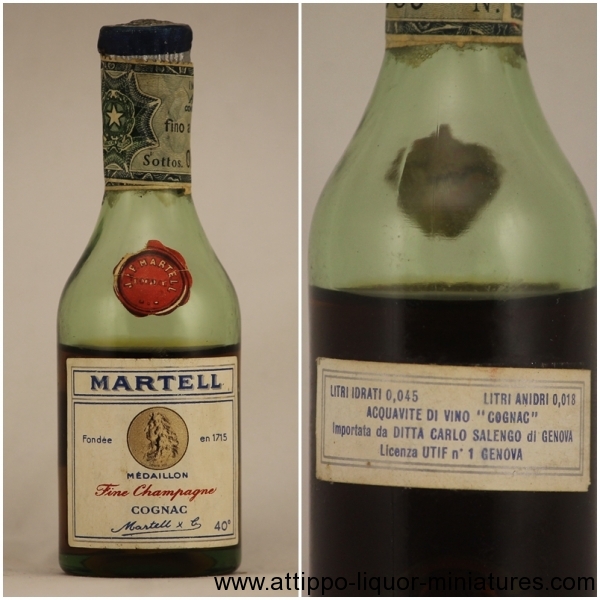 fino a
Sottos.
J. & F. MARTELL
MARTELL
Fondée en 1715
MÉDAILLON
Fine Champagne
COGNAC
Martell & Co 40°
N.
LITRI IDRATI 0,045 LITRI ANIDRI 0,018
ACQUAVITE DI VINO "COGNAC"
Importata da DITTA CARLO SALENGO di GENOVA
Licenza UTIF n° 1 GENOVA
www.attippo-liquor-miniatures.com